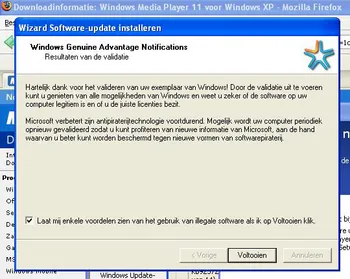 Downloadinformatie: Windows Media Player 11 voor Windows XP - Mozilla Firefox
Wizard Software-update installeren
Windows Genuine Advantage Notifications
Resultaten van de validatie
Hartelijk dank voor het valideren van uw exemplaar van Windows! Door de validatie uit te voeren
kunt u genieten van alle mogelijkheden van Windows en weet u zeker of de software op uw
computer legitiem is en of u de juiste licenties bezit.
Microsoft verbetert zijn antipiraterijtechnologie voortdurend. Mogelijk wordt uw computer periodiek
opnieuw gevalideerd zodat u kunt profiteren van nieuwe informatie van Microsoft, aan de hand
waarvan u beter kunt worden beschermd tegen nieuwe vormen van softwarepiraterij.
Laat mij enkele voordelen zien van het gebruik van illegale software als ik op Voltooien klik.
< Vorige
Voltooien
Annuleren
Windows Mobile
Windows Update-